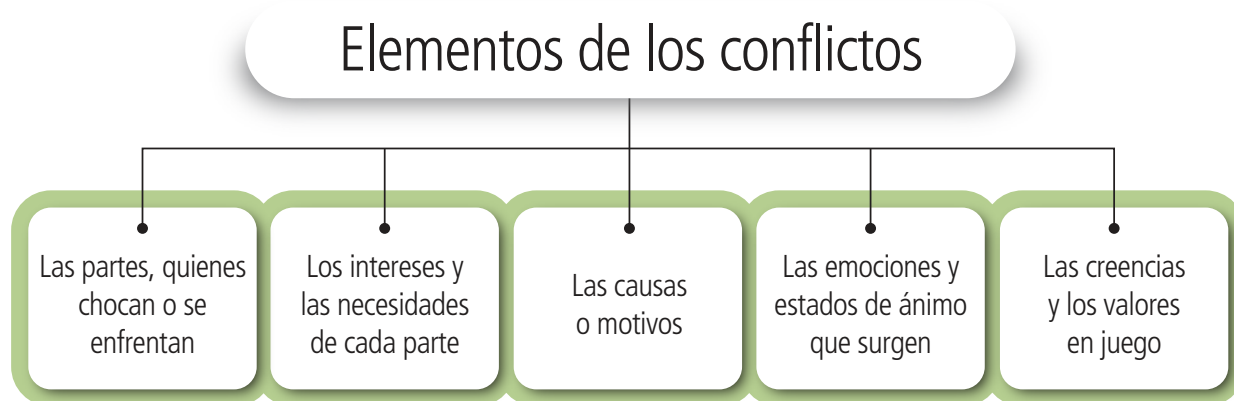 Elementos de los conflictos
Las partes, quienes
chocan o se
enfrentan
Los intereses y
las necesidades
de cada parte
Las causas
o motivos
Las emociones y
estados de ánimo
que surgen
Las creencias
y los valores
en juego